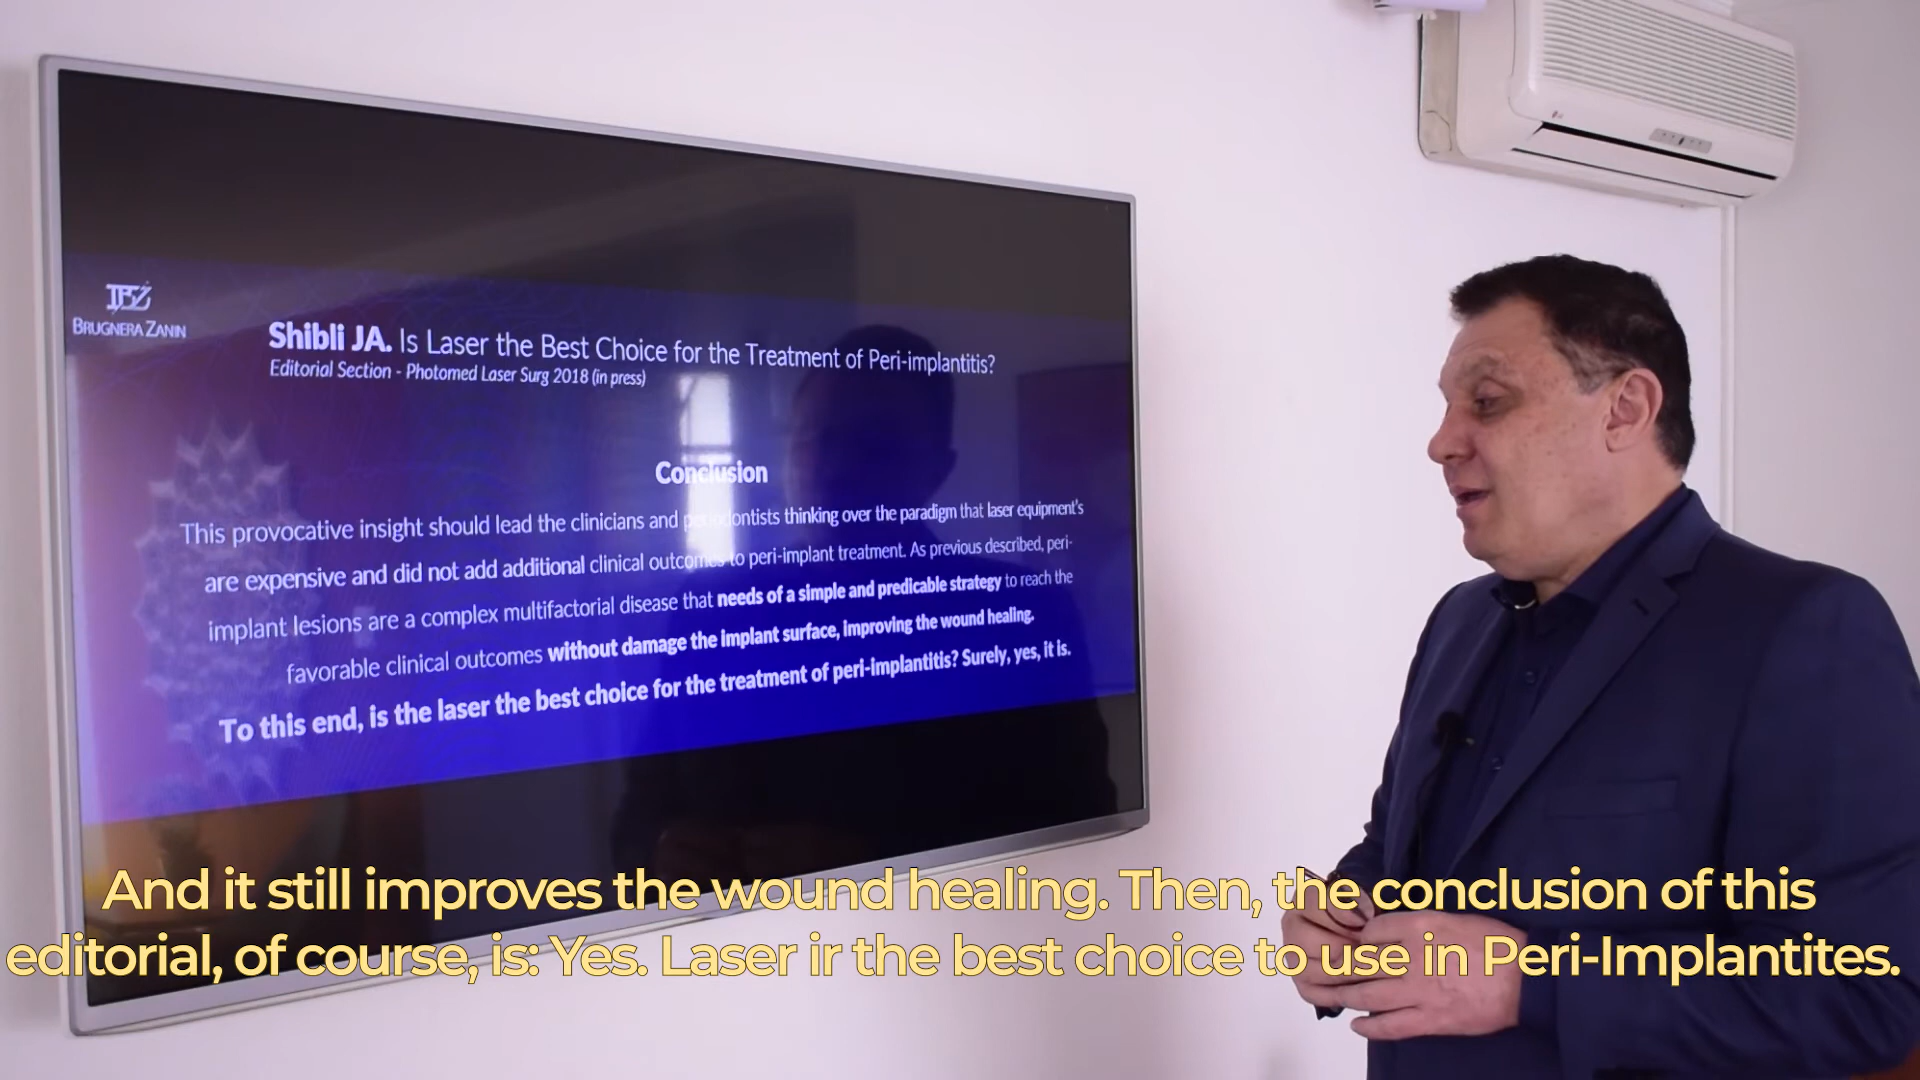 BRUGNERA ZANIN
Shibli JA. Is Laser the Best Choice for the Treatment of Peri-implantitis?
Editorial Section - Photomed Laser Surg 2018 (in press)
Conclusion
This provocative insight should lead the clinicians and periodontists thinking over the paradigm that laser equipment's
are expensive and did not add additional clinical outcomes to peri-implant treatment. As previous described, peri-
implant lesions are a complex multifactorial disease that needs of a simple and predicable strategy to reach the
favorable clinical outcomes without damage the implant surface, improving the wound healing.
To this end, is the laser the best choice for the treatment of peri-implantitis? Surely, yes, it is.
And it still improves the wound healing. Then, the conclusion of this
editorial, of course, is: Yes. Laser ir the best choice to use in Peri-Implantites.